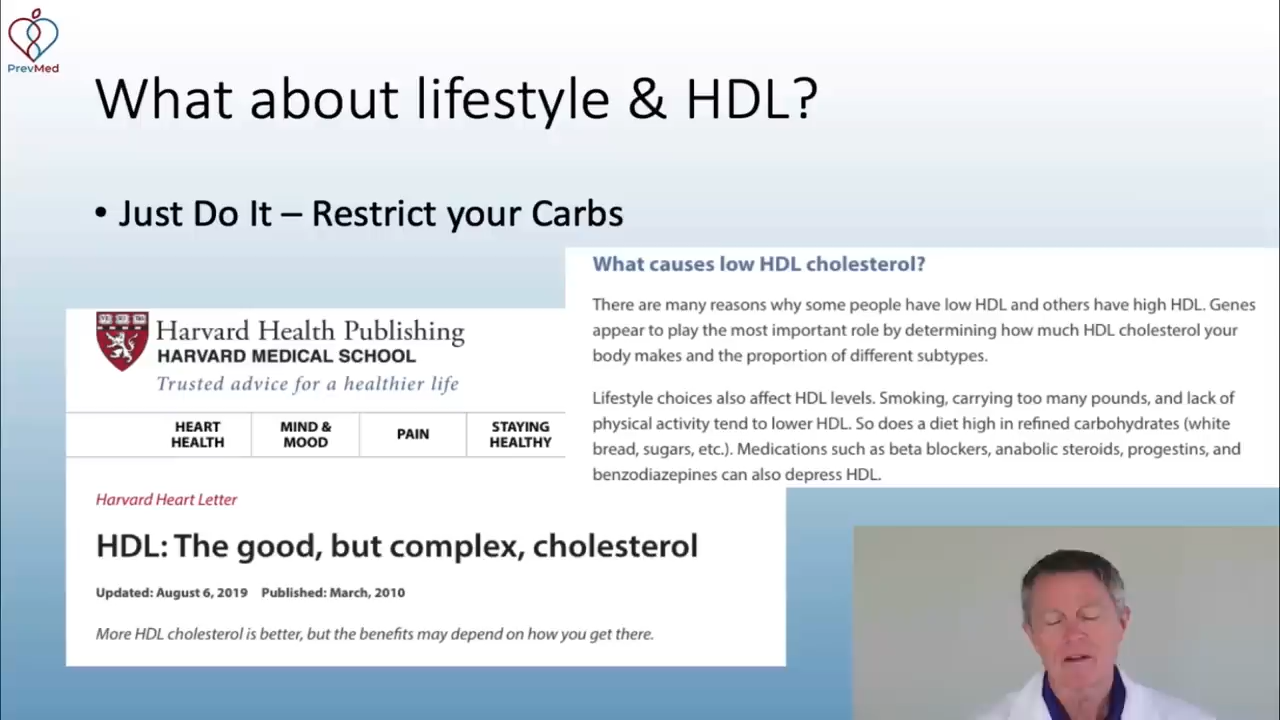 PrevMed
What about lifestyle & HDL?
• Just Do It – Restrict your Carbs
What causes low HDL cholesterol?
There are many reasons why some people have low HDL and others have high HDL. Genes
appear to play the most important role by determining how much HDL cholesterol your
body makes and the proportion of different subtypes.
Lifestyle choices also affect HDL levels. Smoking, carrying too many pounds, and lack of
physical activity tend to lower HDL. So does a diet high in refined carbohydrates (white
bread, sugars, etc.). Medications such as beta blockers, anabolic steroids, progestins, and
benzodiazepines can also depress HDL.
Harvard Health Publishing
HARVARD MEDICAL SCHOOL
Trusted advice for a healthier life
HEART
HEALTH
MIND &
MOOD
PAIN
STAYING
HEALTHY
Harvard Heart Letter
HDL: The good, but complex, cholesterol
Updated: August 6, 2019 Published: March, 2010
More HDL cholesterol is better, but the benefits may depend on how you get there.